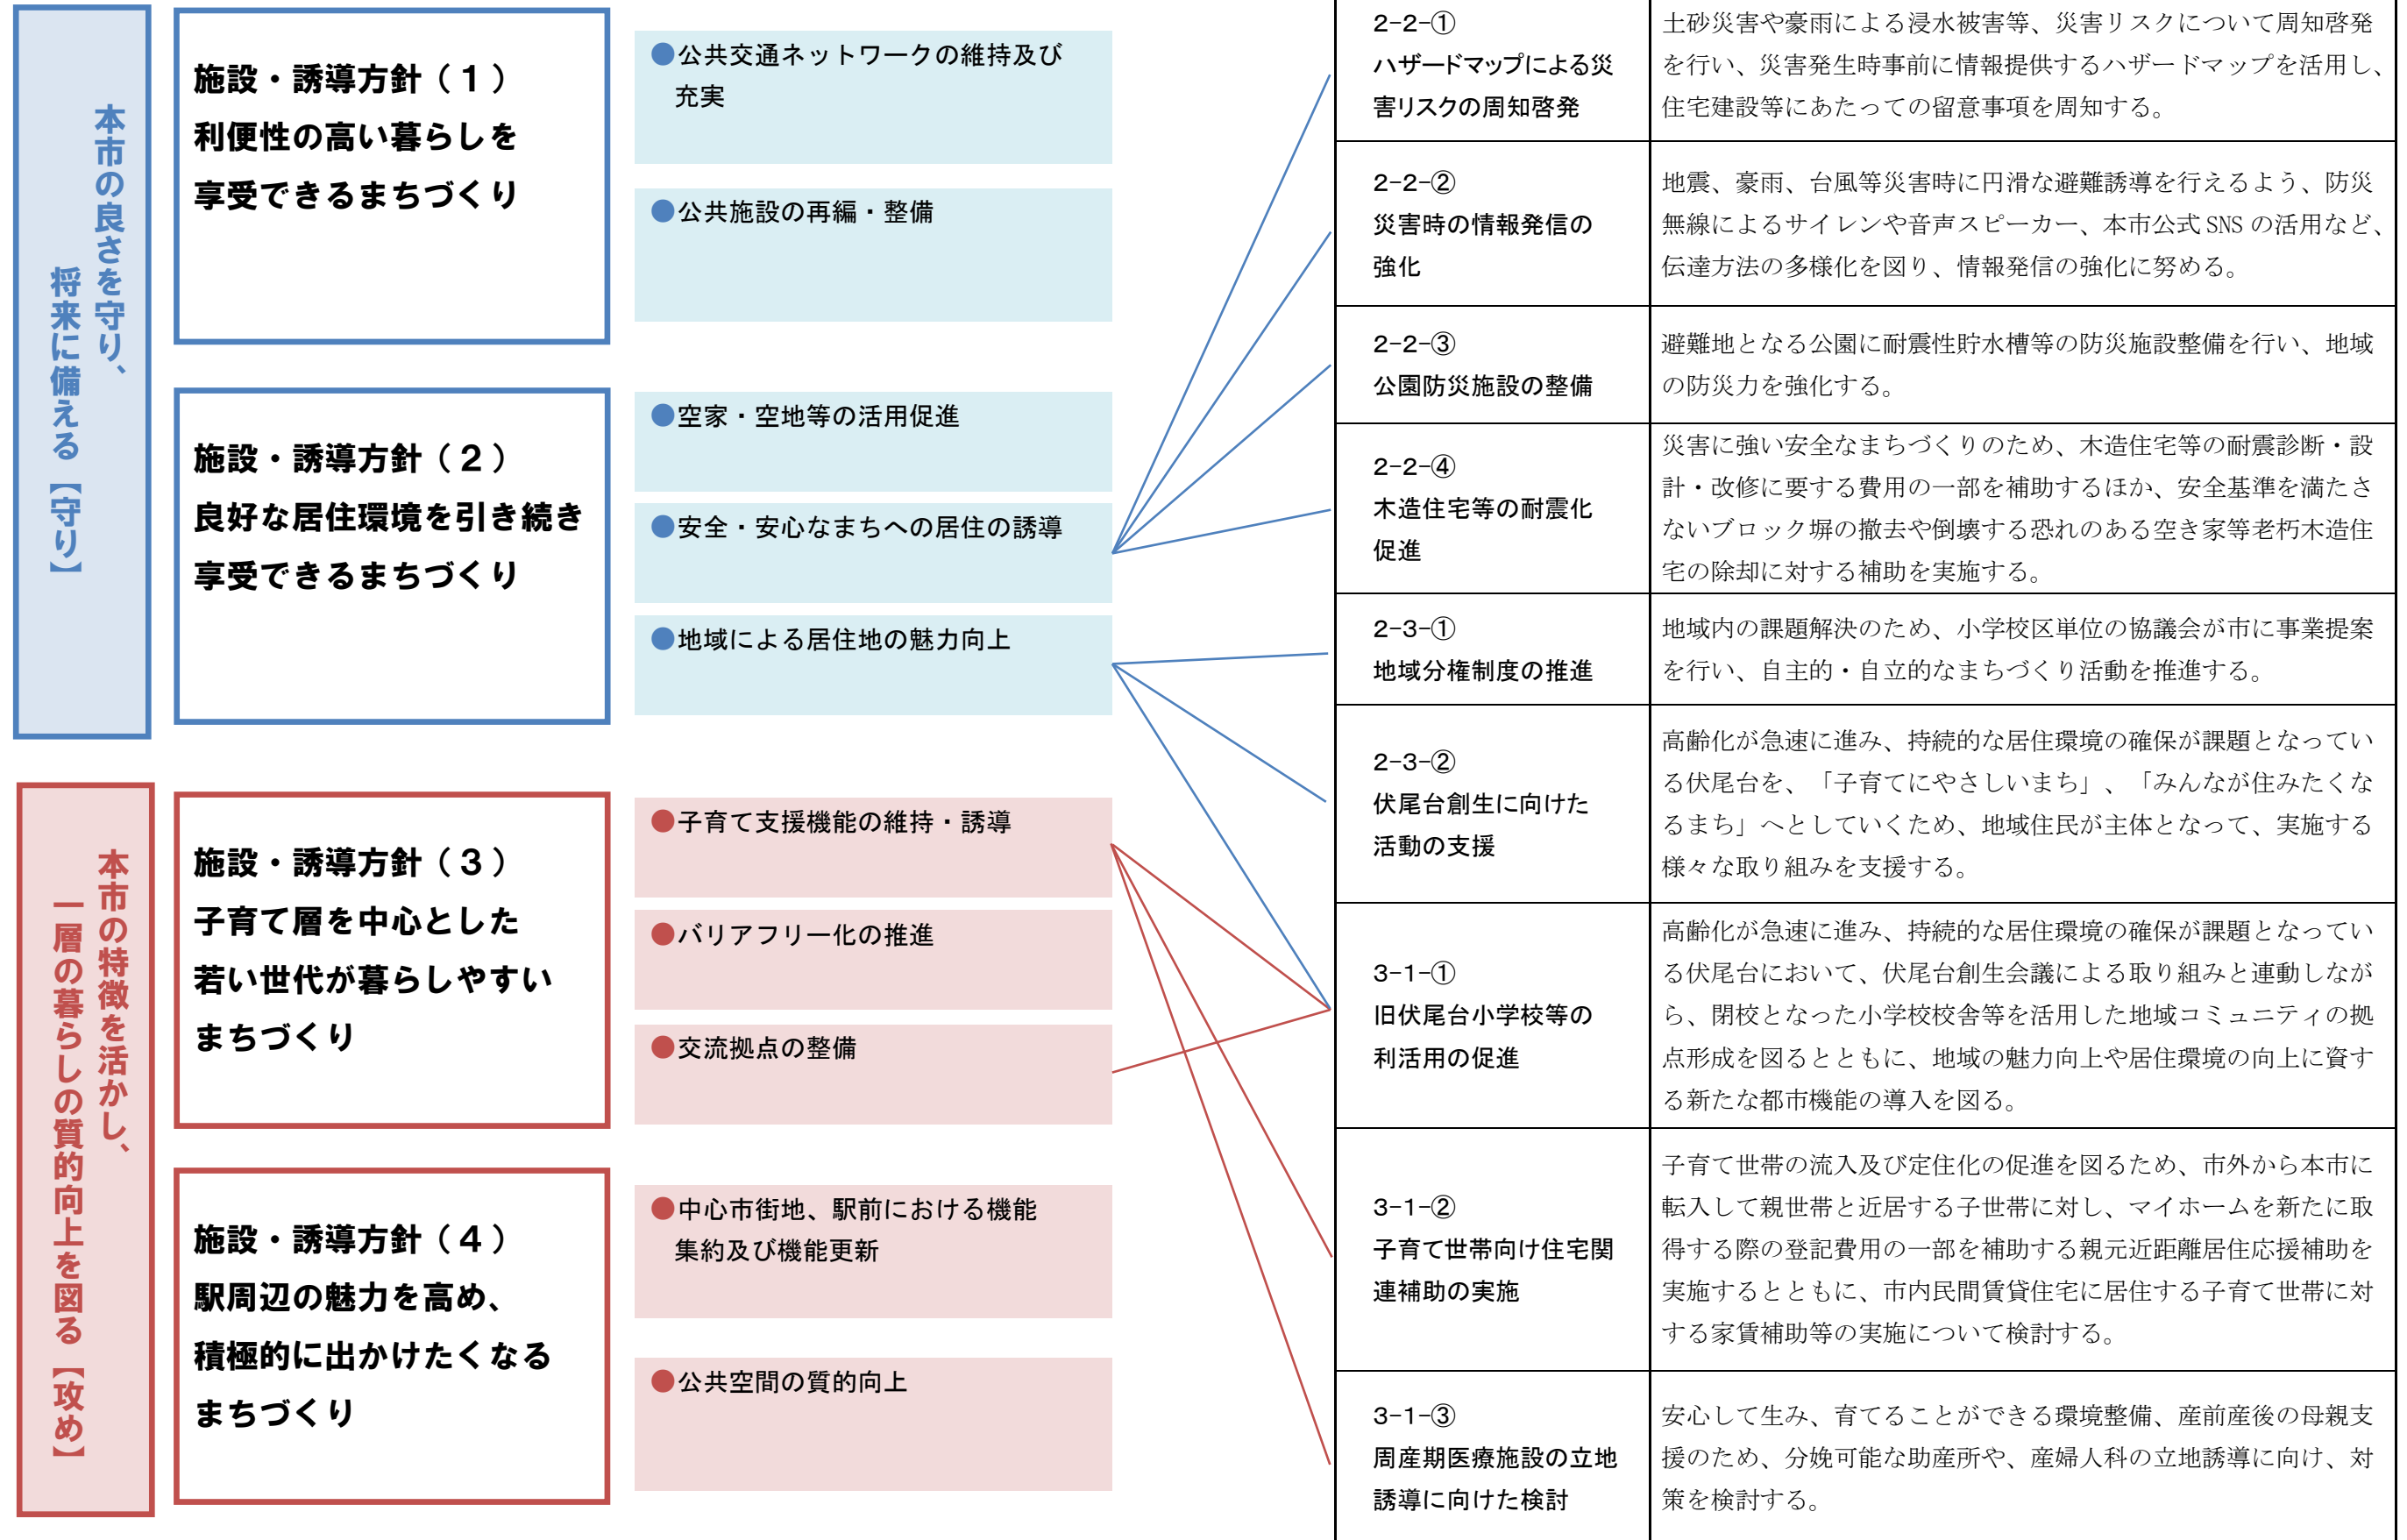 本市の良さを守り、
将来に備える【守り】
施設・誘導方針（１）
利便性の高い暮らしを
享受できるまちづくり
●公共交通ネットワークの維持及び
充実
●公共施設の再編・整備
施設・誘導方針（２）
良好な居住環境を引き続き
享受できるまちづくり
●空家・空地等の活用促進
●安全・安心なまちへの居住の誘導
●地域による居住地の魅力向上
本市の特徴を活かし、
一層の暮らしの質的向上を図る【攻め】
施設・誘導方針（３）
子育て層を中心とした
若い世代が暮らしやすい
まちづくり
●子育て支援機能の維持・誘導
●バリアフリー化の推進
●交流拠点の整備
施設・誘導方針（４）
駅周辺の魅力を高め、
積極的に出かけたくなる
まちづくり
●中心市街地、駅前における機能
集約及び機能更新
●公共空間の質的向上
2-2-①
ハザードマップによる災
害リスクの周知啓発
土砂災害や豪雨による浸水被害等、災害リスクについて周知啓発
を行い、災害発生時事前に情報提供するハザードマップを活用し、
住宅建設等にあたっての留意事項を周知する。
2-2-②
災害時の情報発信の
強化
地震、豪雨、台風等災害時に円滑な避難誘導を行えるよう、防災
無線によるサイレンや音声スピーカー、本市公式 SNS の活用など、
伝達方法の多様化を図り、情報発信の強化に努める。
2-2-③
公園防災施設の整備
避難地となる公園に耐震性貯水槽等の防災施設整備を行い、地域
の防災力を強化する。
2-2-④
木造住宅等の耐震化
促進
災害に強い安全なまちづくりのため、木造住宅等の耐震診断・設
計・改修に要する費用の一部を補助するほか、安全基準を満たさ
ないブロック塀の撤去や倒壊する恐れのある空き家等老朽木造住
宅の除却に対する補助を実施する。
2-3-①
地域分権制度の推進
地域内の課題解決のため、小学校区単位の協議会が市に事業提案
を行い、自主的・自立的なまちづくり活動を推進する。
2-3-②
伏尾台創生に向けた
活動の支援
高齢化が急速に進み、持続的な居住環境の確保が課題となってい
る伏尾台を、「子育てにやさしいまち」、「みんなが住みたくな
るまち」へとしていくため、地域住民が主体となって、実施する
様々な取り組みを支援する。
3-1-①
旧伏尾台小学校等の
利活用の促進
高齢化が急速に進み、持続的な居住環境の確保が課題となってい
る伏尾台において、伏尾台創生会議による取り組みと連動しなが
ら、閉校となった小学校校舎等を活用した地域コミュニティの拠
点形成を図るとともに、地域の魅力向上や居住環境の向上に資す
る新たな都市機能の導入を図る。
3-1-②
子育て世帯向け住宅関
連補助の実施
子育て世帯の流入及び定住化の促進を図るため、市外から本市に
転入して親世帯と近居する子世帯に対し、マイホームを新たに取
得する際の登記費用の一部を補助する親元近距離居住応援補助を
実施するとともに、市内民間賃貸住宅に居住する子育て世帯に対
する家賃補助等の実施について検討する。
3-1-③
周産期医療施設の立地
誘導に向けた検討
安心して生み、育てることができる環境整備、産前産後の母親支
援のため、分娩可能な助産所や、産婦人科の立地誘導に向け、対
策を検討する。